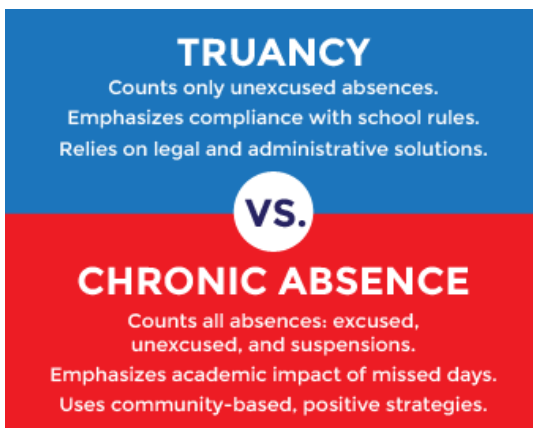 TRUANCY
Counts only unexcused absences.
Emphasizes compliance with school rules.
Relies on legal and administrative solutions.
VS.
CHRONIC ABSENCE
Counts all absences: excused,
unexcused, and suspensions.
Emphasizes academic impact of missed days.
Uses community-based, positive strategies.